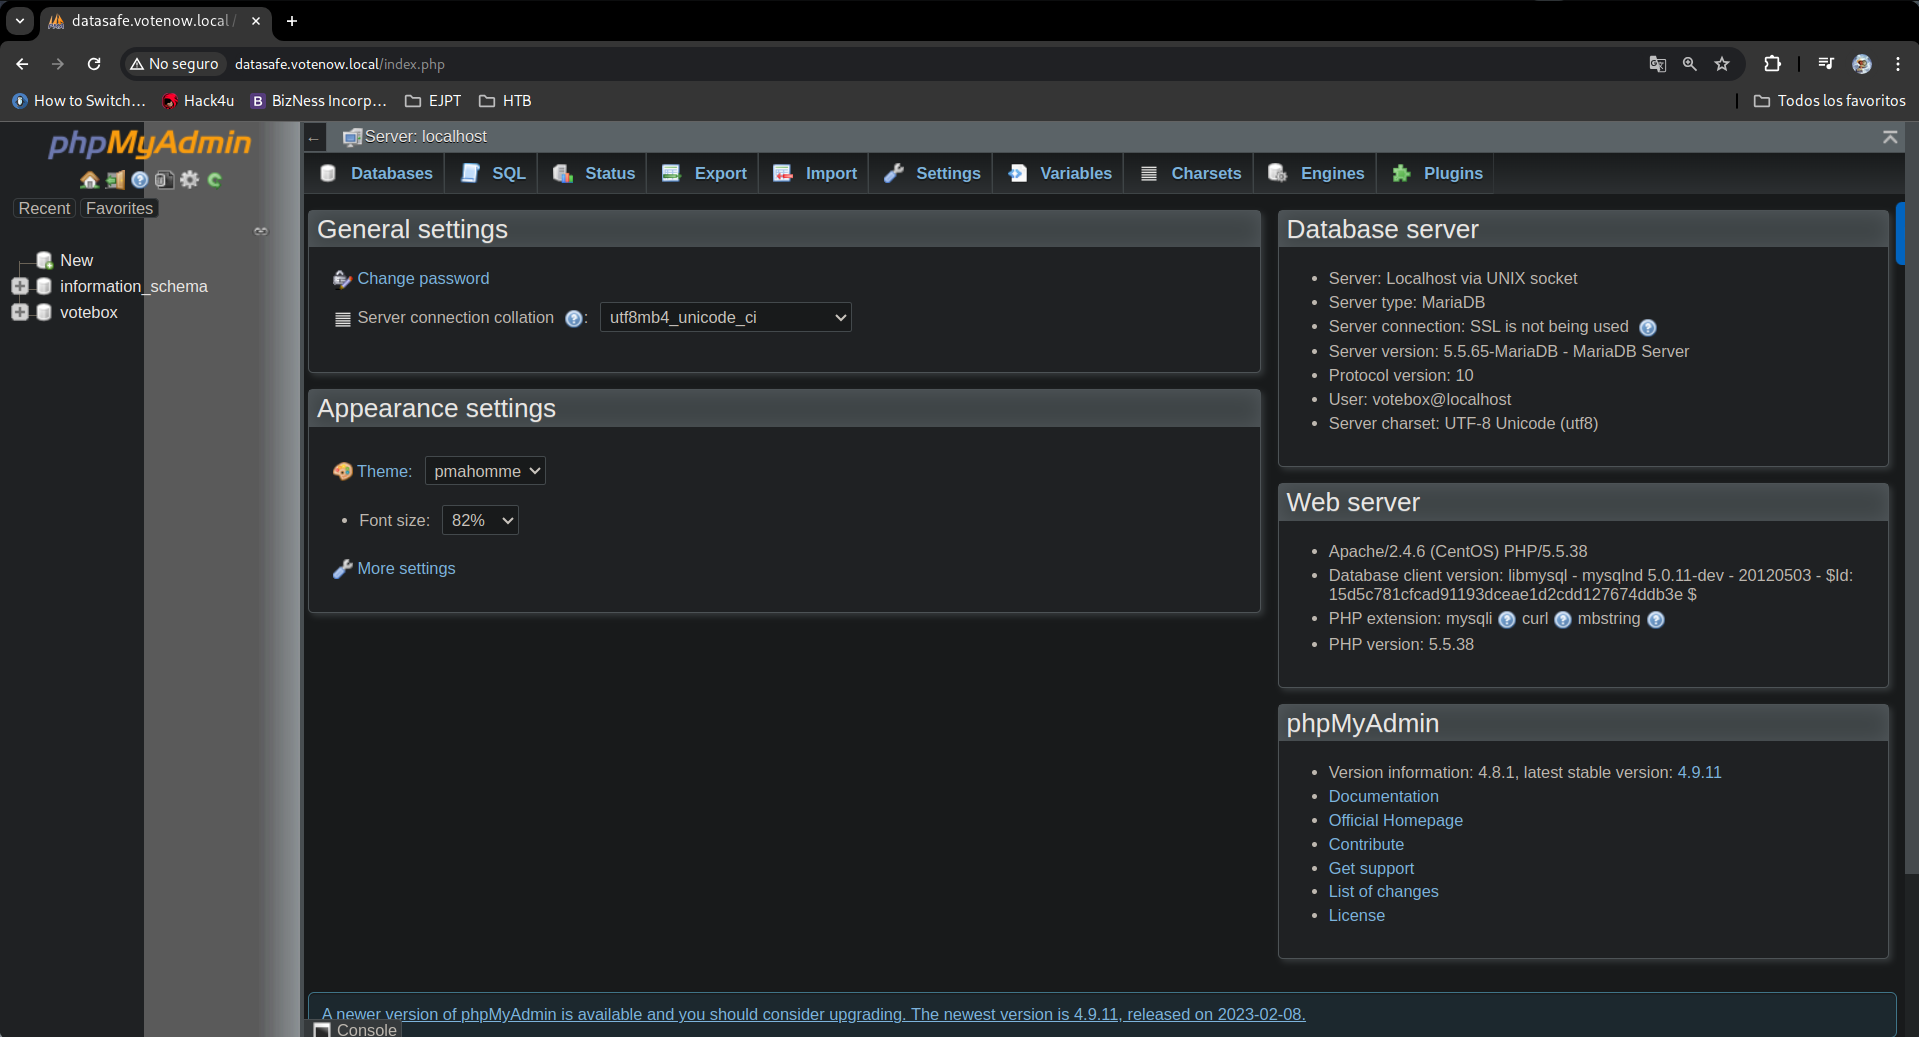 datasafe.votenow.local /
No seguro datasafe.votenow.local/index.php
How to Switch... Hack4u BizNess Incorp... EJPT HTB Todos los favoritos
phpMyAdmin
Recent Favorites
New
information_schema
votebox
Server: localhost
Databases SQL Status Export Import Settings Variables Charsets Engines Plugins
General settings
Change password
Server connection collation : utf8mb4_unicode_ci
Appearance settings
Theme: pmahomme
• Font size: 82%
More settings
Database server
• Server: Localhost via UNIX socket
• Server type: MariaDB
• Server connection: SSL is not being used
• Server version: 5.5.65-MariaDB - MariaDB Server
• Protocol version: 10
• User: votebox@localhost
• Server charset: UTF-8 Unicode (utf8)
Web server
• Apache/2.4.6 (CentOS) PHP/5.5.38
• Database client version: libmysql - mysqlnd 5.0.11-dev - 20120503 - $Id:
15d5c781cfcad91193dceae1d2cdd127674ddb3e $
• PHP extension: mysqli curl mbstring
• PHP version: 5.5.38
phpMyAdmin
• Version information: 4.8.1, latest stable version: 4.9.11
• Documentation
• Official Homepage
• Contribute
• Get support
• List of changes
• License
A newer version of phpMyAdmin is available and you should consider upgrading. The newest version is 4.9.11, released on 2023-02-08.
Console